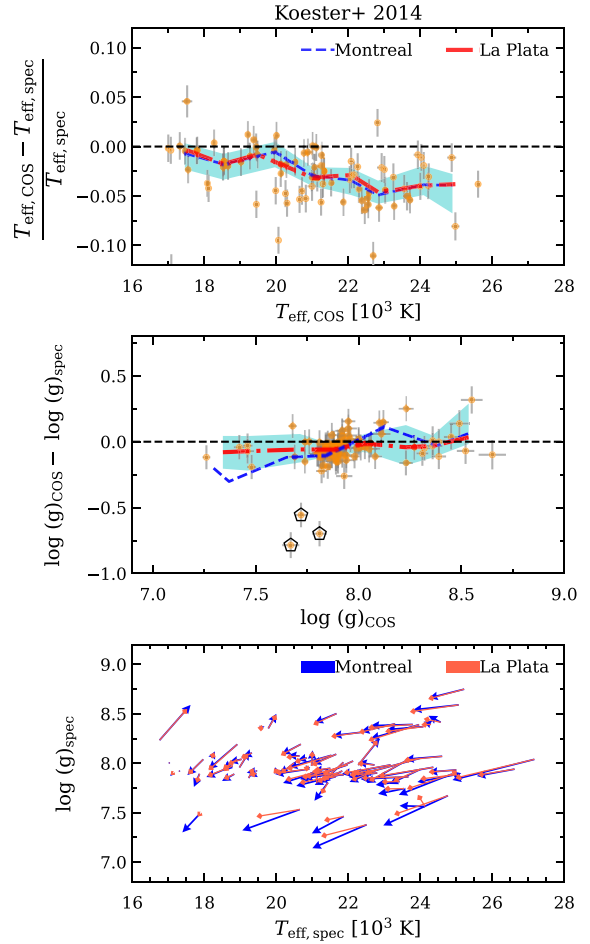 Koester+ 2014
Montreal La Plata
T_eff,COS − T_eff,spec
T_eff,spec
0.10
0.05
0.00
−0.05
−0.10
16 18 20 22 24 26 28
T_eff,COS [10³ K]
log (g)_COS − log (g)_spec
0.5
0.0
−0.5
−1.0
7.0 7.5 8.0 8.5 9.0
log (g)_COS
Montreal La Plata
log (g)_spec
9.0
8.5
8.0
7.5
7.0
16 18 20 22 24 26 28
T_eff,spec [10³ K]